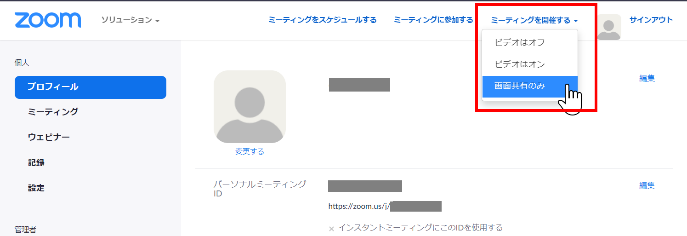 zoom ソリューション ミーティングをスケジュールする ミーティングに参加する ミーティングを開催する サインアウト
ビデオはオフ
ビデオはオン
画面共有のみ
個人
プロフィール
ミーティング
ウェビナー
記録
設定
管理者
変更する
編集
パーソナルミーティング
ID
https://zoom.us/j/
編集
× インスタントミーティングにこのIDを使用する